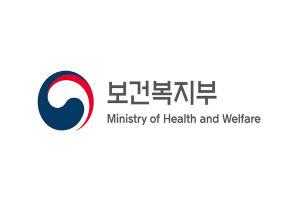 보건복지부
Ministry of Health and Welfare